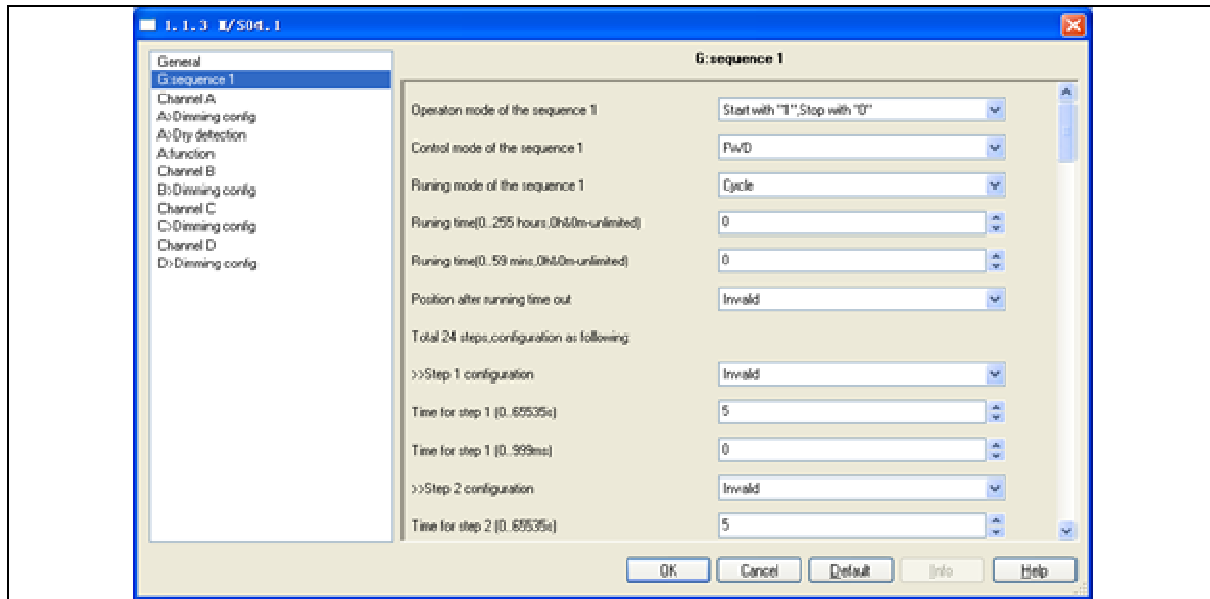 1.1.3 M/S04.1
General
G:sequence 1
Channel A
A>Dimming config
A>Dry detection
A:function
Channel B
B>Dimming config
Channel C
C>Dimming config
Channel D
D>Dimming config
G:sequence 1
Operaton mode of the sequence 1 Start with "1",Stop with "0"
Control mode of the sequence 1 FWD
Runing mode of the sequence 1 Cycle
Runing time(0..255 hours,0h&0m-unlimited) 0
Runing time(0..59 mins,0h&0m-unlimited) 0
Position after running time out Invalid
Total 24 steps,configuration as following:
>>Step 1 configuration Invalid
Time for step 1 (0..65535s) 5
Time for step 1 (0..999ms) 0
>>Step 2 configuration Invalid
Time for step 2 (0..65535s) 5
OK Cancel Default Info Help